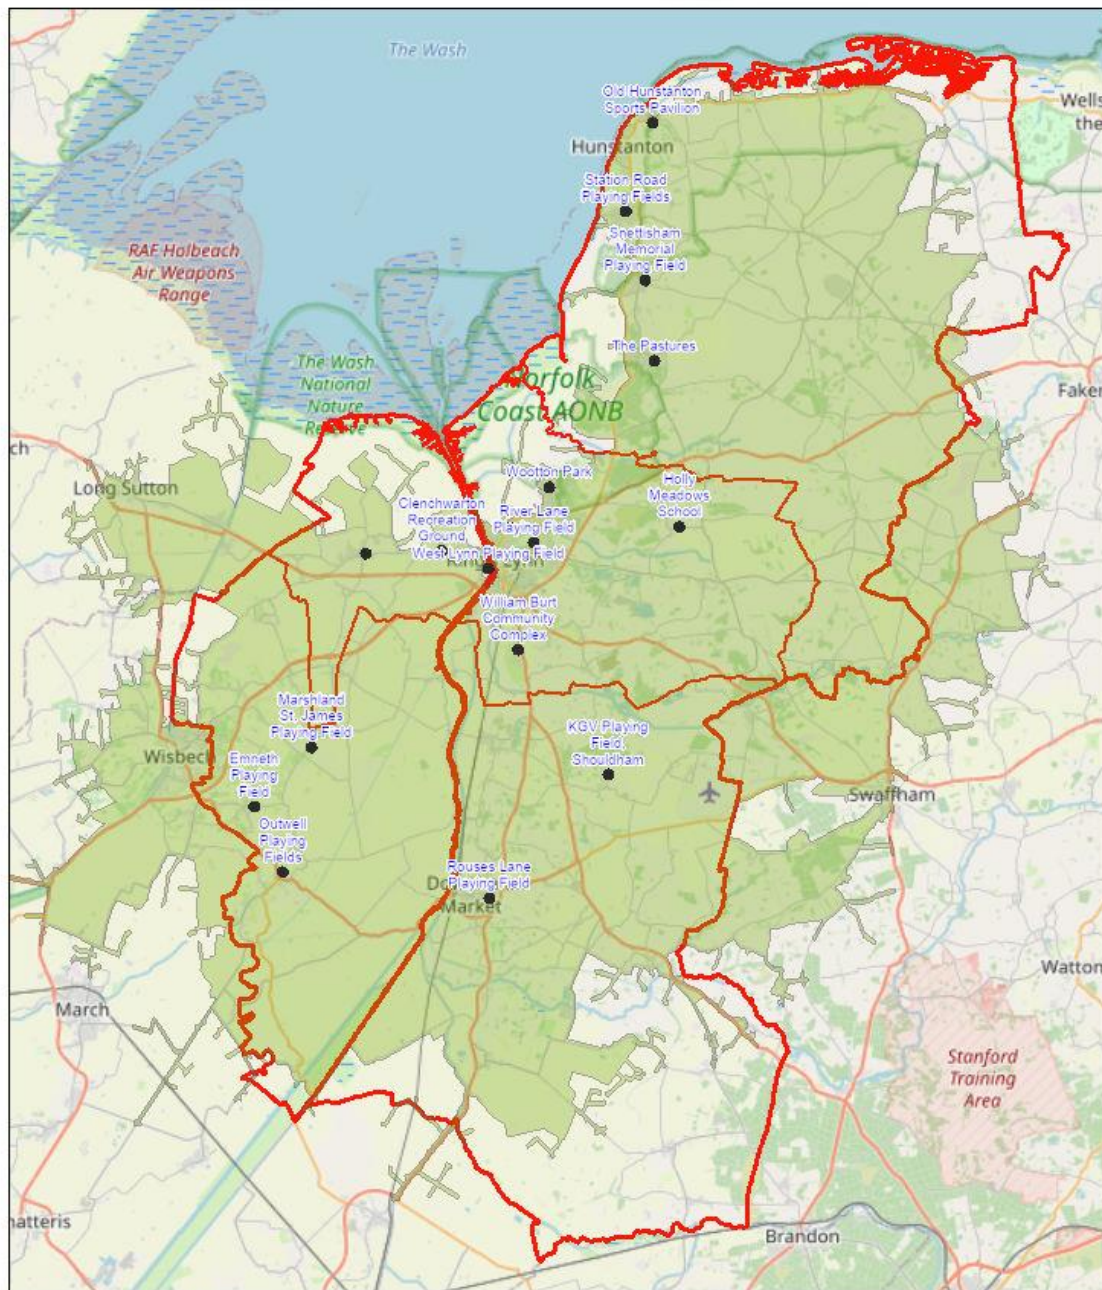 The Wash
Wells
the
Old Hunstanton
Sports Pavilion
Hunstanton
Station Road
Playing Fields
Snettisham
Memorial
Playing Field
RAF Holbeach
Air Weapons
Range
The Pastures
The Wash
National
Nature
Norfolk
Coast AONB
Faken
ch
Long Sutton
Wootton Park
Holly
Meadows
School
Clenchwarton
Recreation
Ground
River Lane
Playing Field
West Lynn Playing Field
William Burt
Community
Complex
Marshland
St. James
Playing Field
KGV Playing
Field,
Shouldham
Wisbech
Emneth
Playing
Field
Swaffham
Outwell
Playing
Fields
Rouses Lane
Playing Field
Market
Watton
March
Stanford
Training
Area
hatteris
Brandon